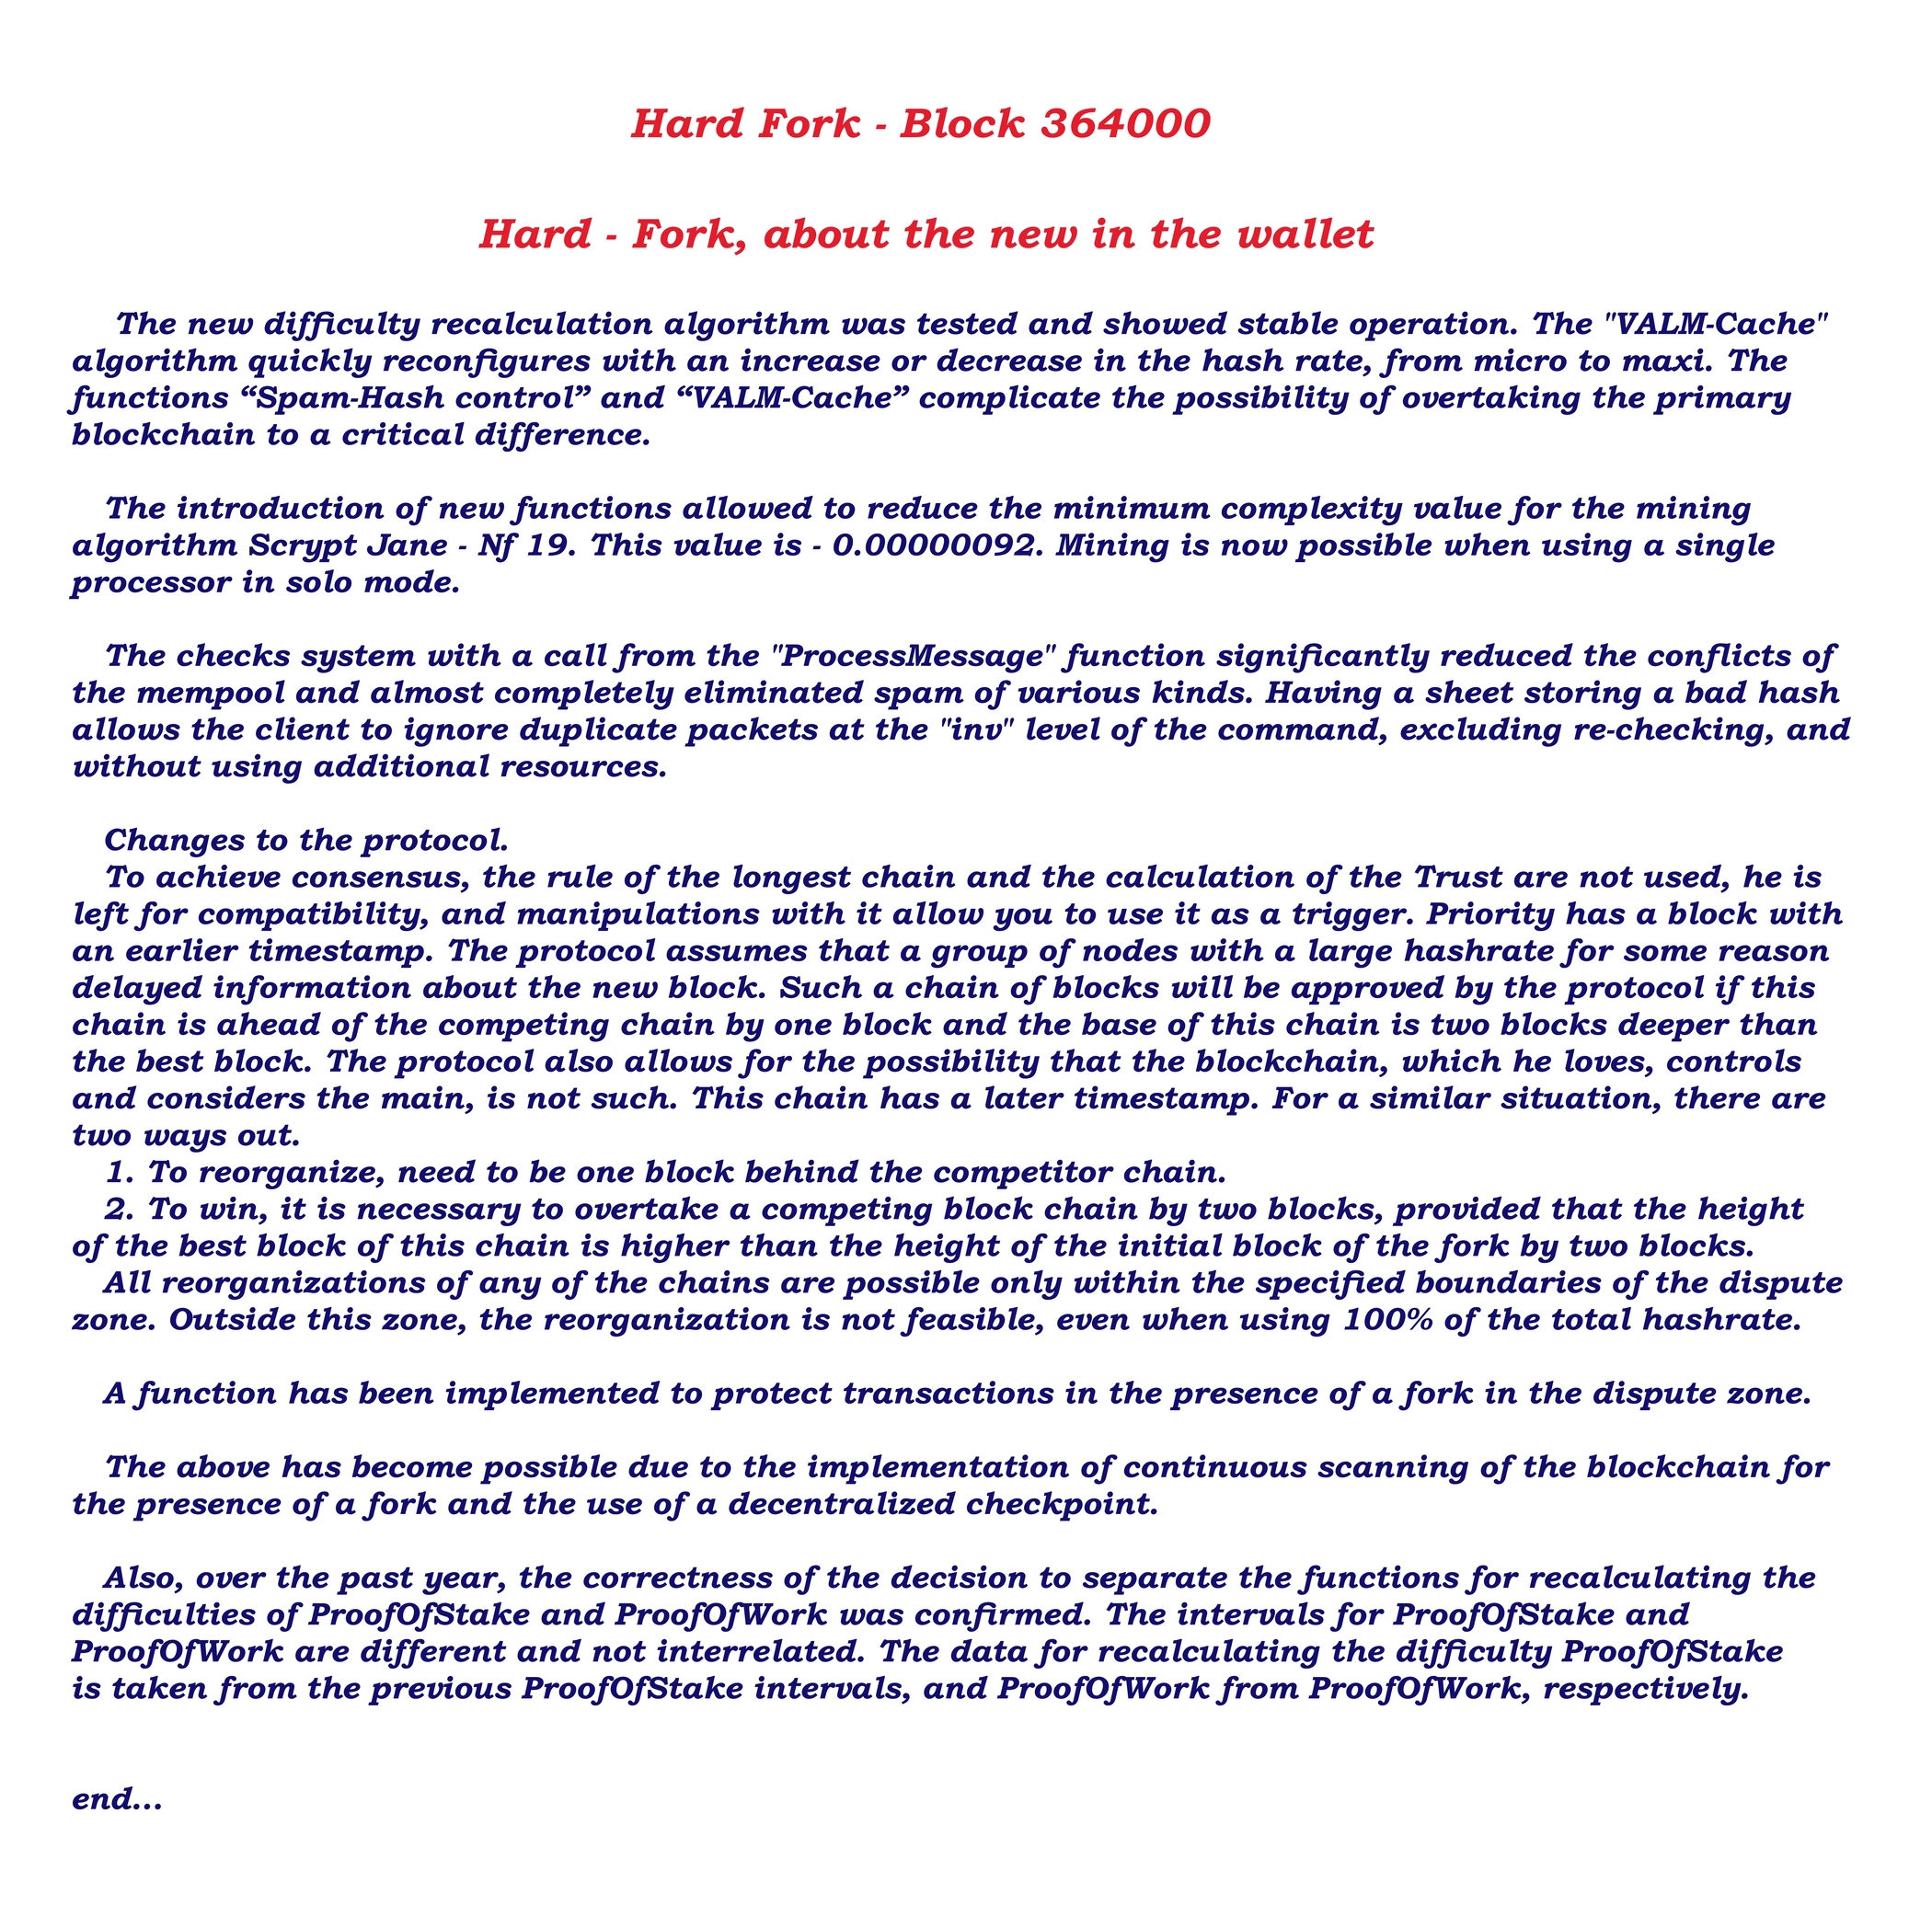 Hard Fork - Block 364000
Hard - Fork, about the new in the wallet
The new difficulty recalculation algorithm was tested and showed stable operation. The "VALM-Cache"
algorithm quickly reconfigures with an increase or decrease in the hash rate, from micro to maxi. The
functions “Spam-Hash control” and “VALM-Cache” complicate the possibility of overtaking the primary
blockchain to a critical difference.
The introduction of new functions allowed to reduce the minimum complexity value for the mining
algorithm Scrypt Jane - Nf 19. This value is - 0.00000092. Mining is now possible when using a single
processor in solo mode.
The checks system with a call from the "ProcessMessage" function significantly reduced the conflicts of
the mempool and almost completely eliminated spam of various kinds. Having a sheet storing a bad hash
allows the client to ignore duplicate packets at the "inv" level of the command, excluding re-checking, and
without using additional resources.
Changes to the protocol.
To achieve consensus, the rule of the longest chain and the calculation of the Trust are not used, he is
left for compatibility, and manipulations with it allow you to use it as a trigger. Priority has a block with
an earlier timestamp. The protocol assumes that a group of nodes with a large hashrate for some reason
delayed information about the new block. Such a chain of blocks will be approved by the protocol if this
chain is ahead of the competing chain by one block and the base of this chain is two blocks deeper than
the best block. The protocol also allows for the possibility that the blockchain, which he loves, controls
and considers the main, is not such. This chain has a later timestamp. For a similar situation, there are
two ways out.
1. To reorganize, need to be one block behind the competitor chain.
2. To win, it is necessary to overtake a competing block chain by two blocks, provided that the height
of the best block of this chain is higher than the height of the initial block of the fork by two blocks.
All reorganizations of any of the chains are possible only within the specified boundaries of the dispute
zone. Outside this zone, the reorganization is not feasible, even when using 100% of the total hashrate.
A function has been implemented to protect transactions in the presence of a fork in the dispute zone.
The above has become possible due to the implementation of continuous scanning of the blockchain for
the presence of a fork and the use of a decentralized checkpoint.
Also, over the past year, the correctness of the decision to separate the functions for recalculating the
difficulties of ProofOfStake and ProofOfWork was confirmed. The intervals for ProofOfStake and
ProofOfWork are different and not interrelated. The data for recalculating the difficulty ProofOfStake
is taken from the previous ProofOfStake intervals, and ProofOfWork from ProofOfWork, respectively.
end...